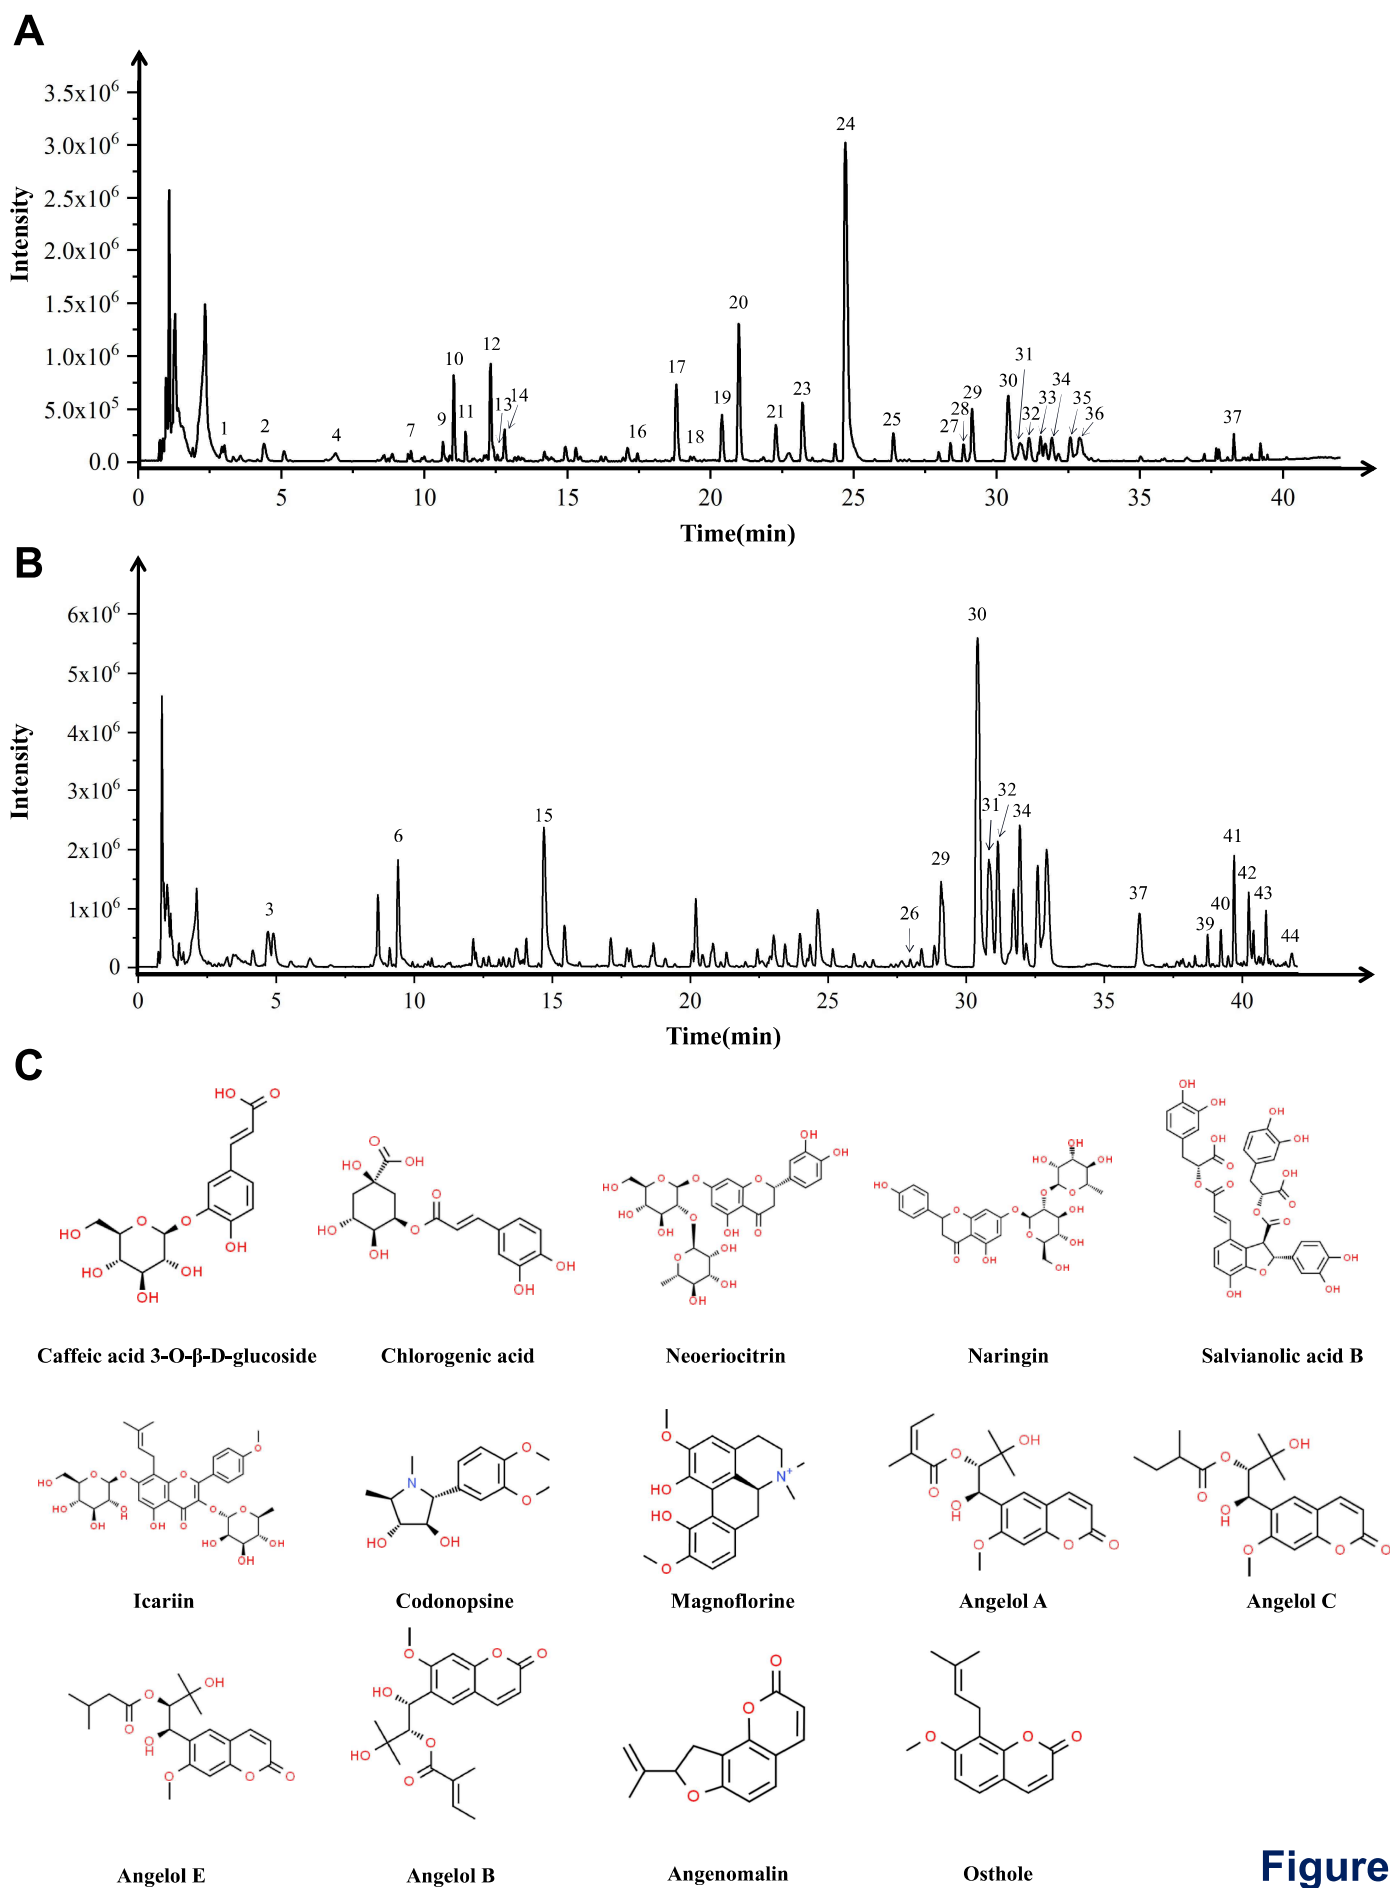 A
Intensity
3.5x10⁶
3.0x10⁶
2.5x10⁶
2.0x10⁶
1.5x10⁶
1.0x10⁶
5.0x10⁵
0.0
1 2 4 7 9 10 11 12 13 14 16 17 18 19 20 21 23 24 25 27 28 29 30 31 32 33 34 35 36 37
0 5 10 15 20 25 30 35 40
Time(min)
B
Intensity
6x10⁶
5x10⁶
4x10⁶
3x10⁶
2x10⁶
1x10⁶
0
3 6 15 26 29 30 31 32 34 37 39 40 41 42 43 44
0 5 10 15 20 25 30 35 40
Time(min)
C
Caffeic acid 3-O-β-D-glucoside Chlorogenic acid Neoeriocitrin Naringin Salvianolic acid B
Icariin Codonopsine Magnoflorine Angelol A Angelol C
Angelol E Angelol B Angenomalin Osthole
Figure